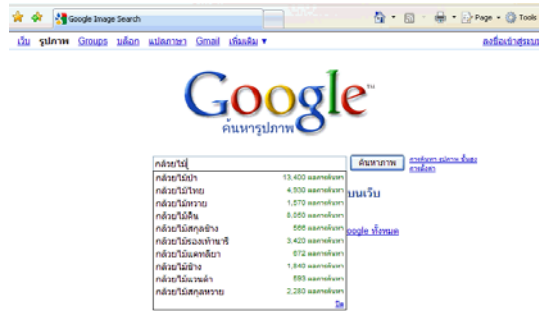 Google Image Search
Page Tools
เว็บ รูปภาพ Groups บล็อก แปลภาษา Gmail เพิ่มเติม ▼
ลงชื่อเข้าสู่ระบบ
Google™
ค้นหารูปภาพ
กล้วยไม้ ค้นหาภาพ
กล้วยไม้ป่า 13,400 ผลการค้นหา
กล้วยไม้ไทย 4,930 ผลการค้นหา
กล้วยไม้หวาย 1,570 ผลการค้นหา
กล้วยไม้ดิน 8,050 ผลการค้นหา
กล้วยไม้สกุลช้าง 566 ผลการค้นหา
กล้วยไม้รองเท้านารี 3,420 ผลการค้นหา
กล้วยไม้แคทลียา 672 ผลการค้นหา
กล้วยไม้ช้าง 1,840 ผลการค้นหา
กล้วยไม้แวนด้า 693 ผลการค้นหา
กล้วยไม้สกุลหวาย 2,280 ผลการค้นหา
ปิด
บนเว็บ
oogle ทั้งหมด